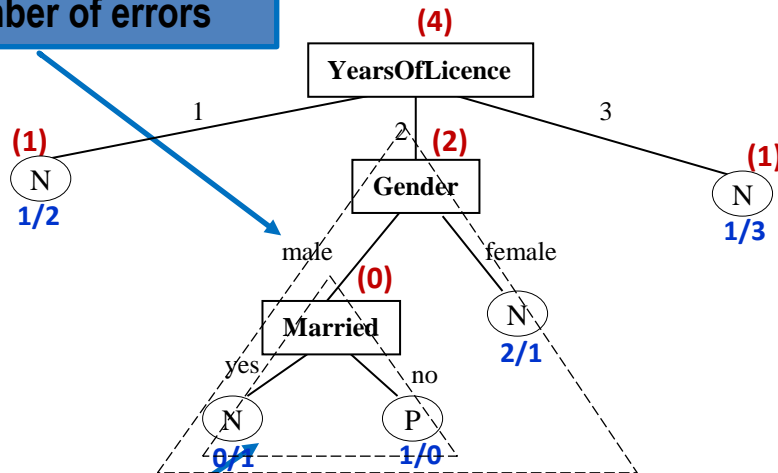 ber of errors
(4)
YearsOfLicence
1
2
3
(1)
N
1/2
(2)
Gender
(1)
N
1/3
male
female
(0)
Married
N
2/1
yes
no
N
0/1
P
1/0